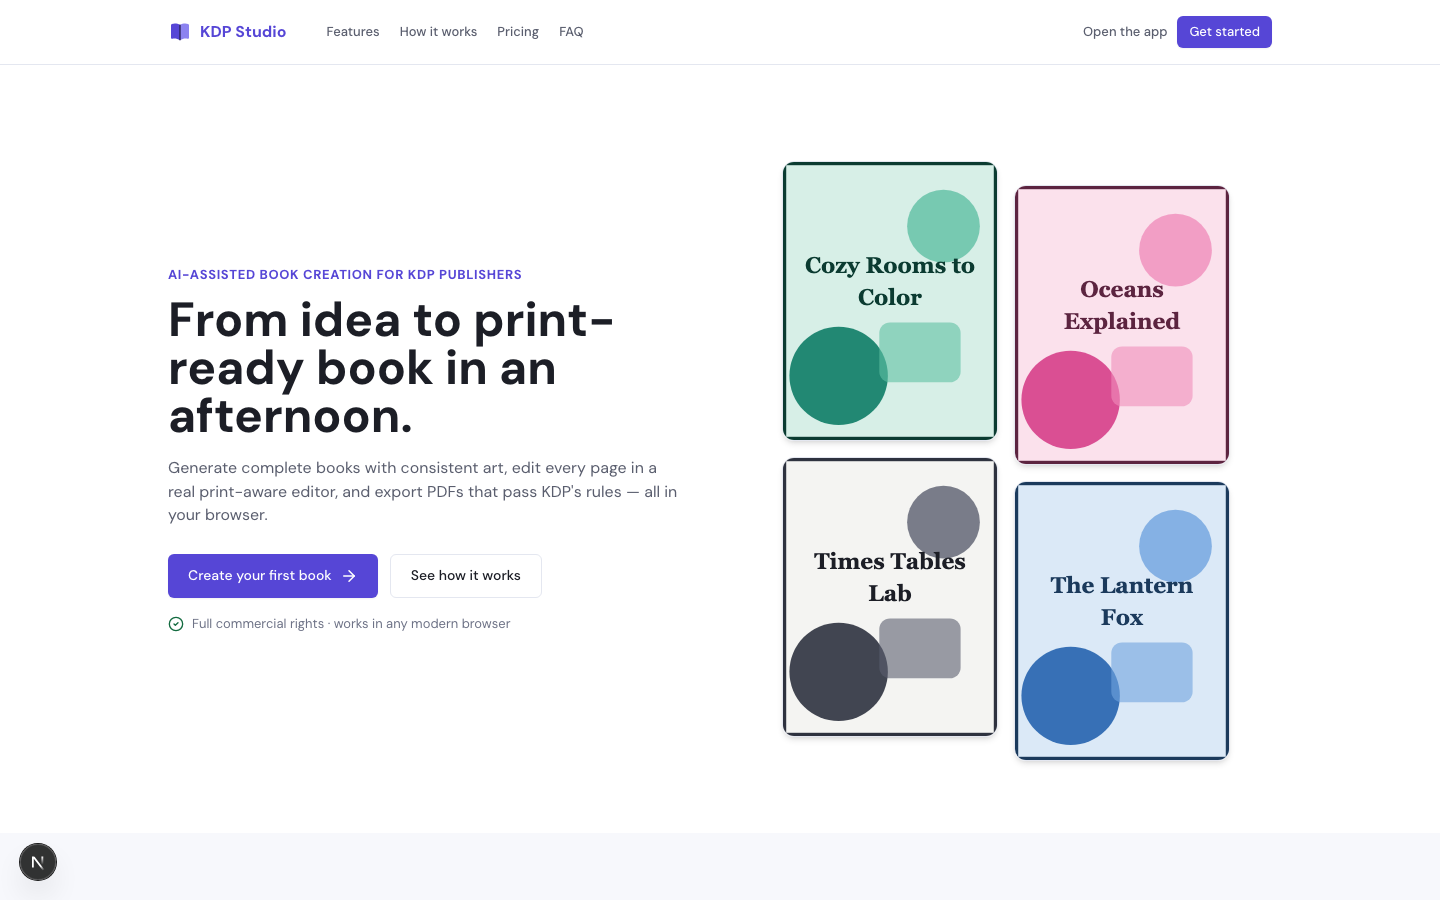 KDP Studio
Features
How it works
Pricing
FAQ
Open the app
Get started
AI-ASSISTED BOOK CREATION FOR KDP PUBLISHERS
From idea to print-
ready book in an
afternoon.
Generate complete books with consistent art, edit every page in a
real print-aware editor, and export PDFs that pass KDP's rules — all in
your browser.
Create your first book
See how it works
Full commercial rights · works in any modern browser
Cozy Rooms to
Color
Oceans
Explained
Times Tables
Lab
The Lantern
Fox
N